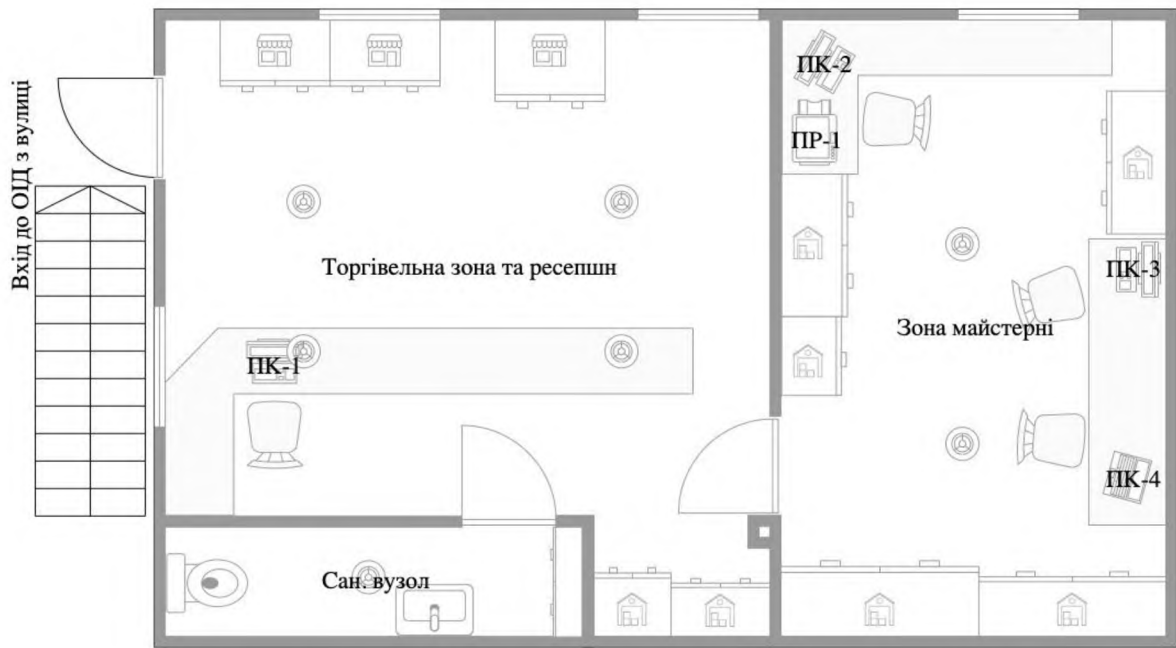 Вхід до ОІД з вулиці
ПК-2
ПР-1
Торгівельна зона та ресепшн
ПК-3
Зона майстерні
ПК-1
ПК-4
Сан. вузол